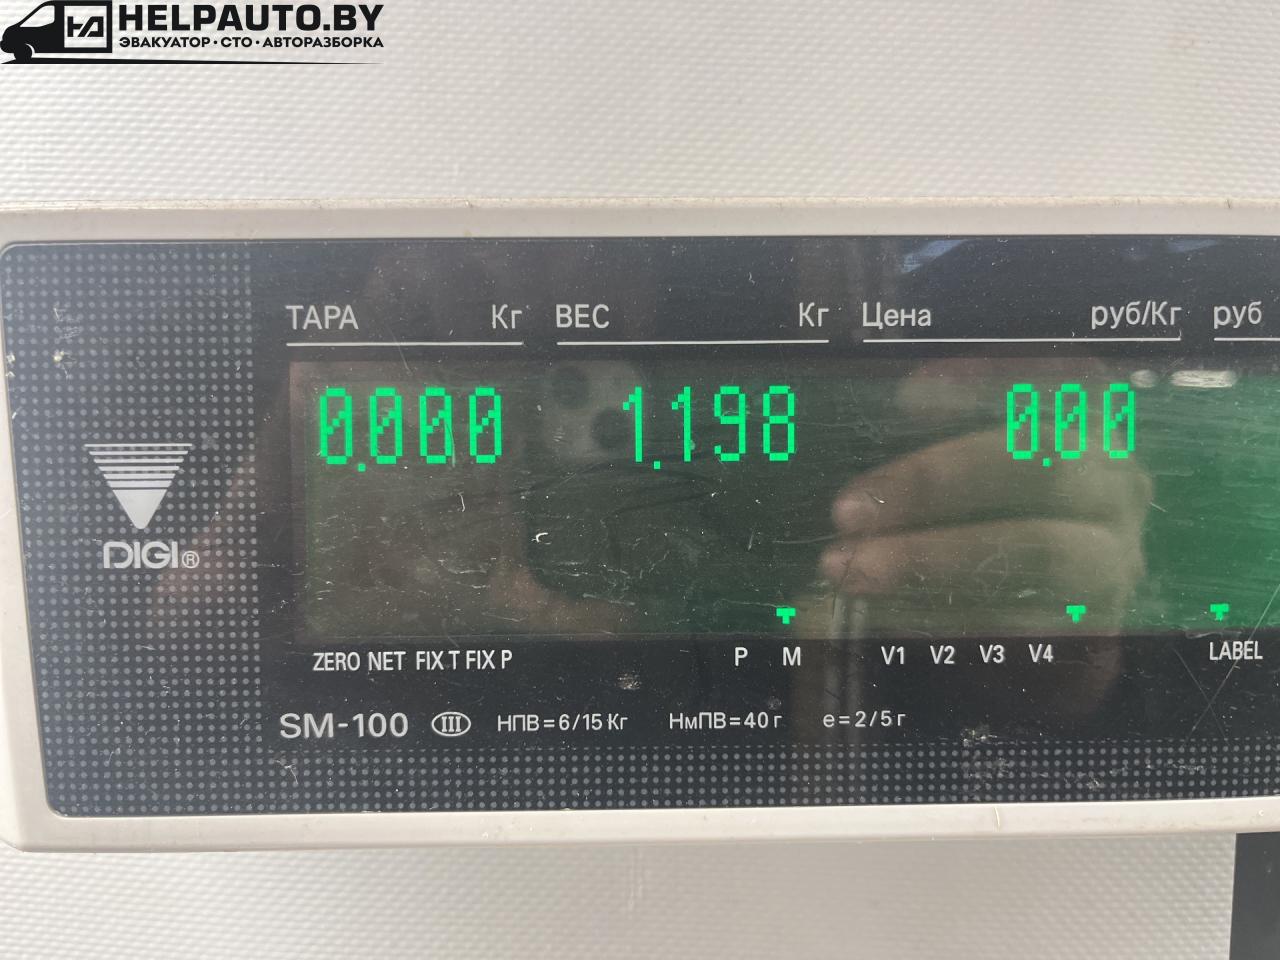 HELPAUTO.BY
ЭВАКУАТОР·СТО·АВТОРАЗБОРКА
ТАРА Кг ВЕС Кг Цена руб/Кг руб
0.000 1.198 0.00
DIGI®
ZERO NET FIX T FIX P P M V1 V2 V3 V4 LABEL
SM-100 III НПВ=6/15 Кг НмПВ=40 г e=2/5 г